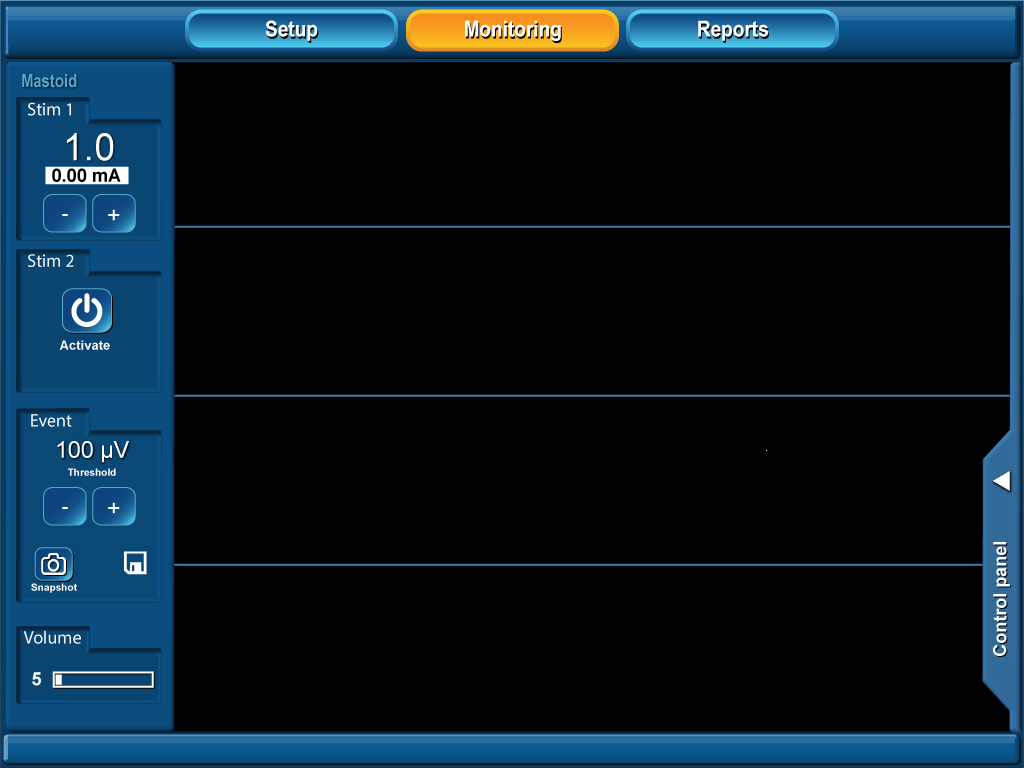 Setup
Monitoring
Reports
Mastoid
Stim 1
1.0
0.00 mA
-
+
Stim 2
Activate
Event
100 µV
Threshold
-
+
Snapshot
Volume
5
Control panel